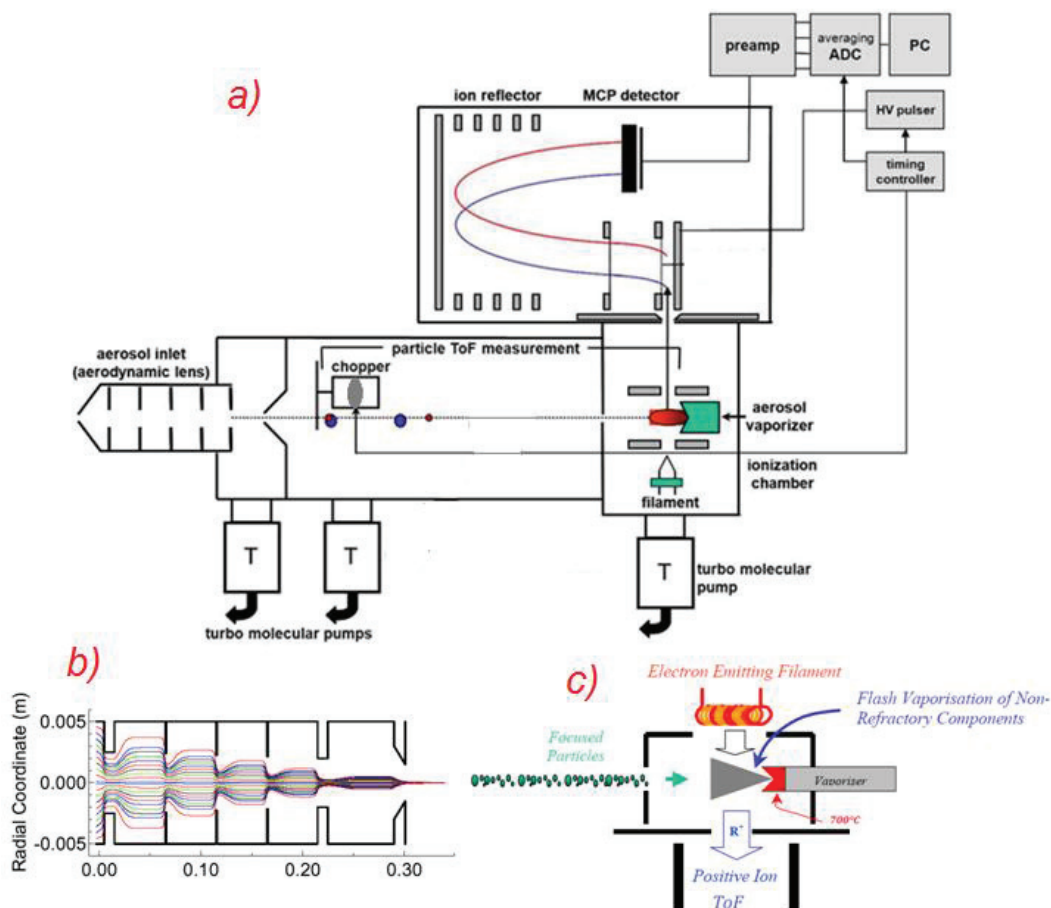 a)
preamp
averaging
ADC
PC
HV pulser
timing
controller
ion reflector
MCP detector
aerosol inlet
(aerodynamic lens)
particle ToF measurement
chopper
aerosol
vaporizer
ionization
chamber
filament
T
T
T
turbo molecular pumps
turbo molecular
pump
b)
Radial Coordinate (m)
0.005
0.000
-0.005
0.00
0.10
0.20
0.30
c)
Electron Emitting Filament
Flash Vaporisation of Non-
Refractory Components
Focused
Particles
Vaporizer
700°C
R+
Positive Ion
ToF